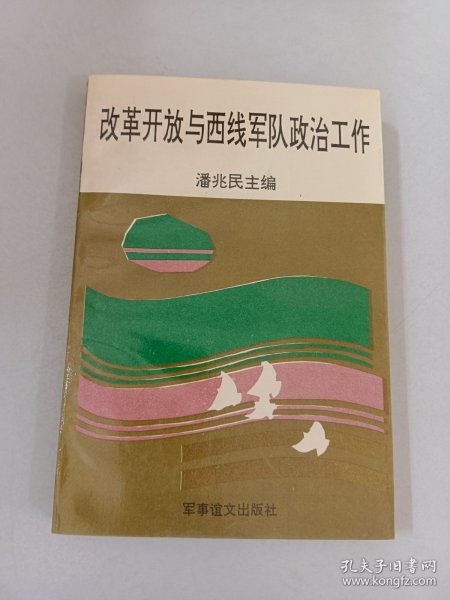 改革开放与西线军队政治工作
潘兆民主编
军事谊文出版社
孔夫子旧书网
www.kongfz.com